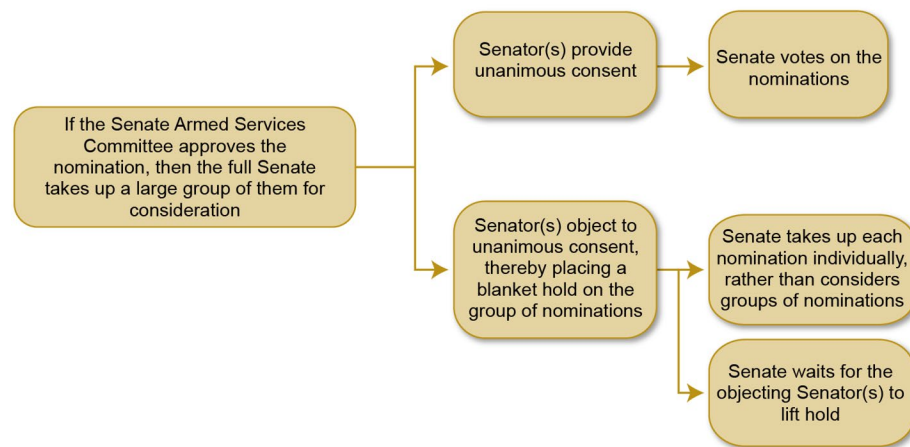 If the Senate Armed Services
Committee approves the
nomination, then the full Senate
takes up a large group of them for
consideration
Senator(s) provide
unanimous consent
Senate votes on the
nominations
Senator(s) object to
unanimous consent,
thereby placing a
blanket hold on the
group of nominations
Senate takes up each
nomination individually,
rather than considers
groups of nominations
Senate waits for the
objecting Senator(s) to
lift hold